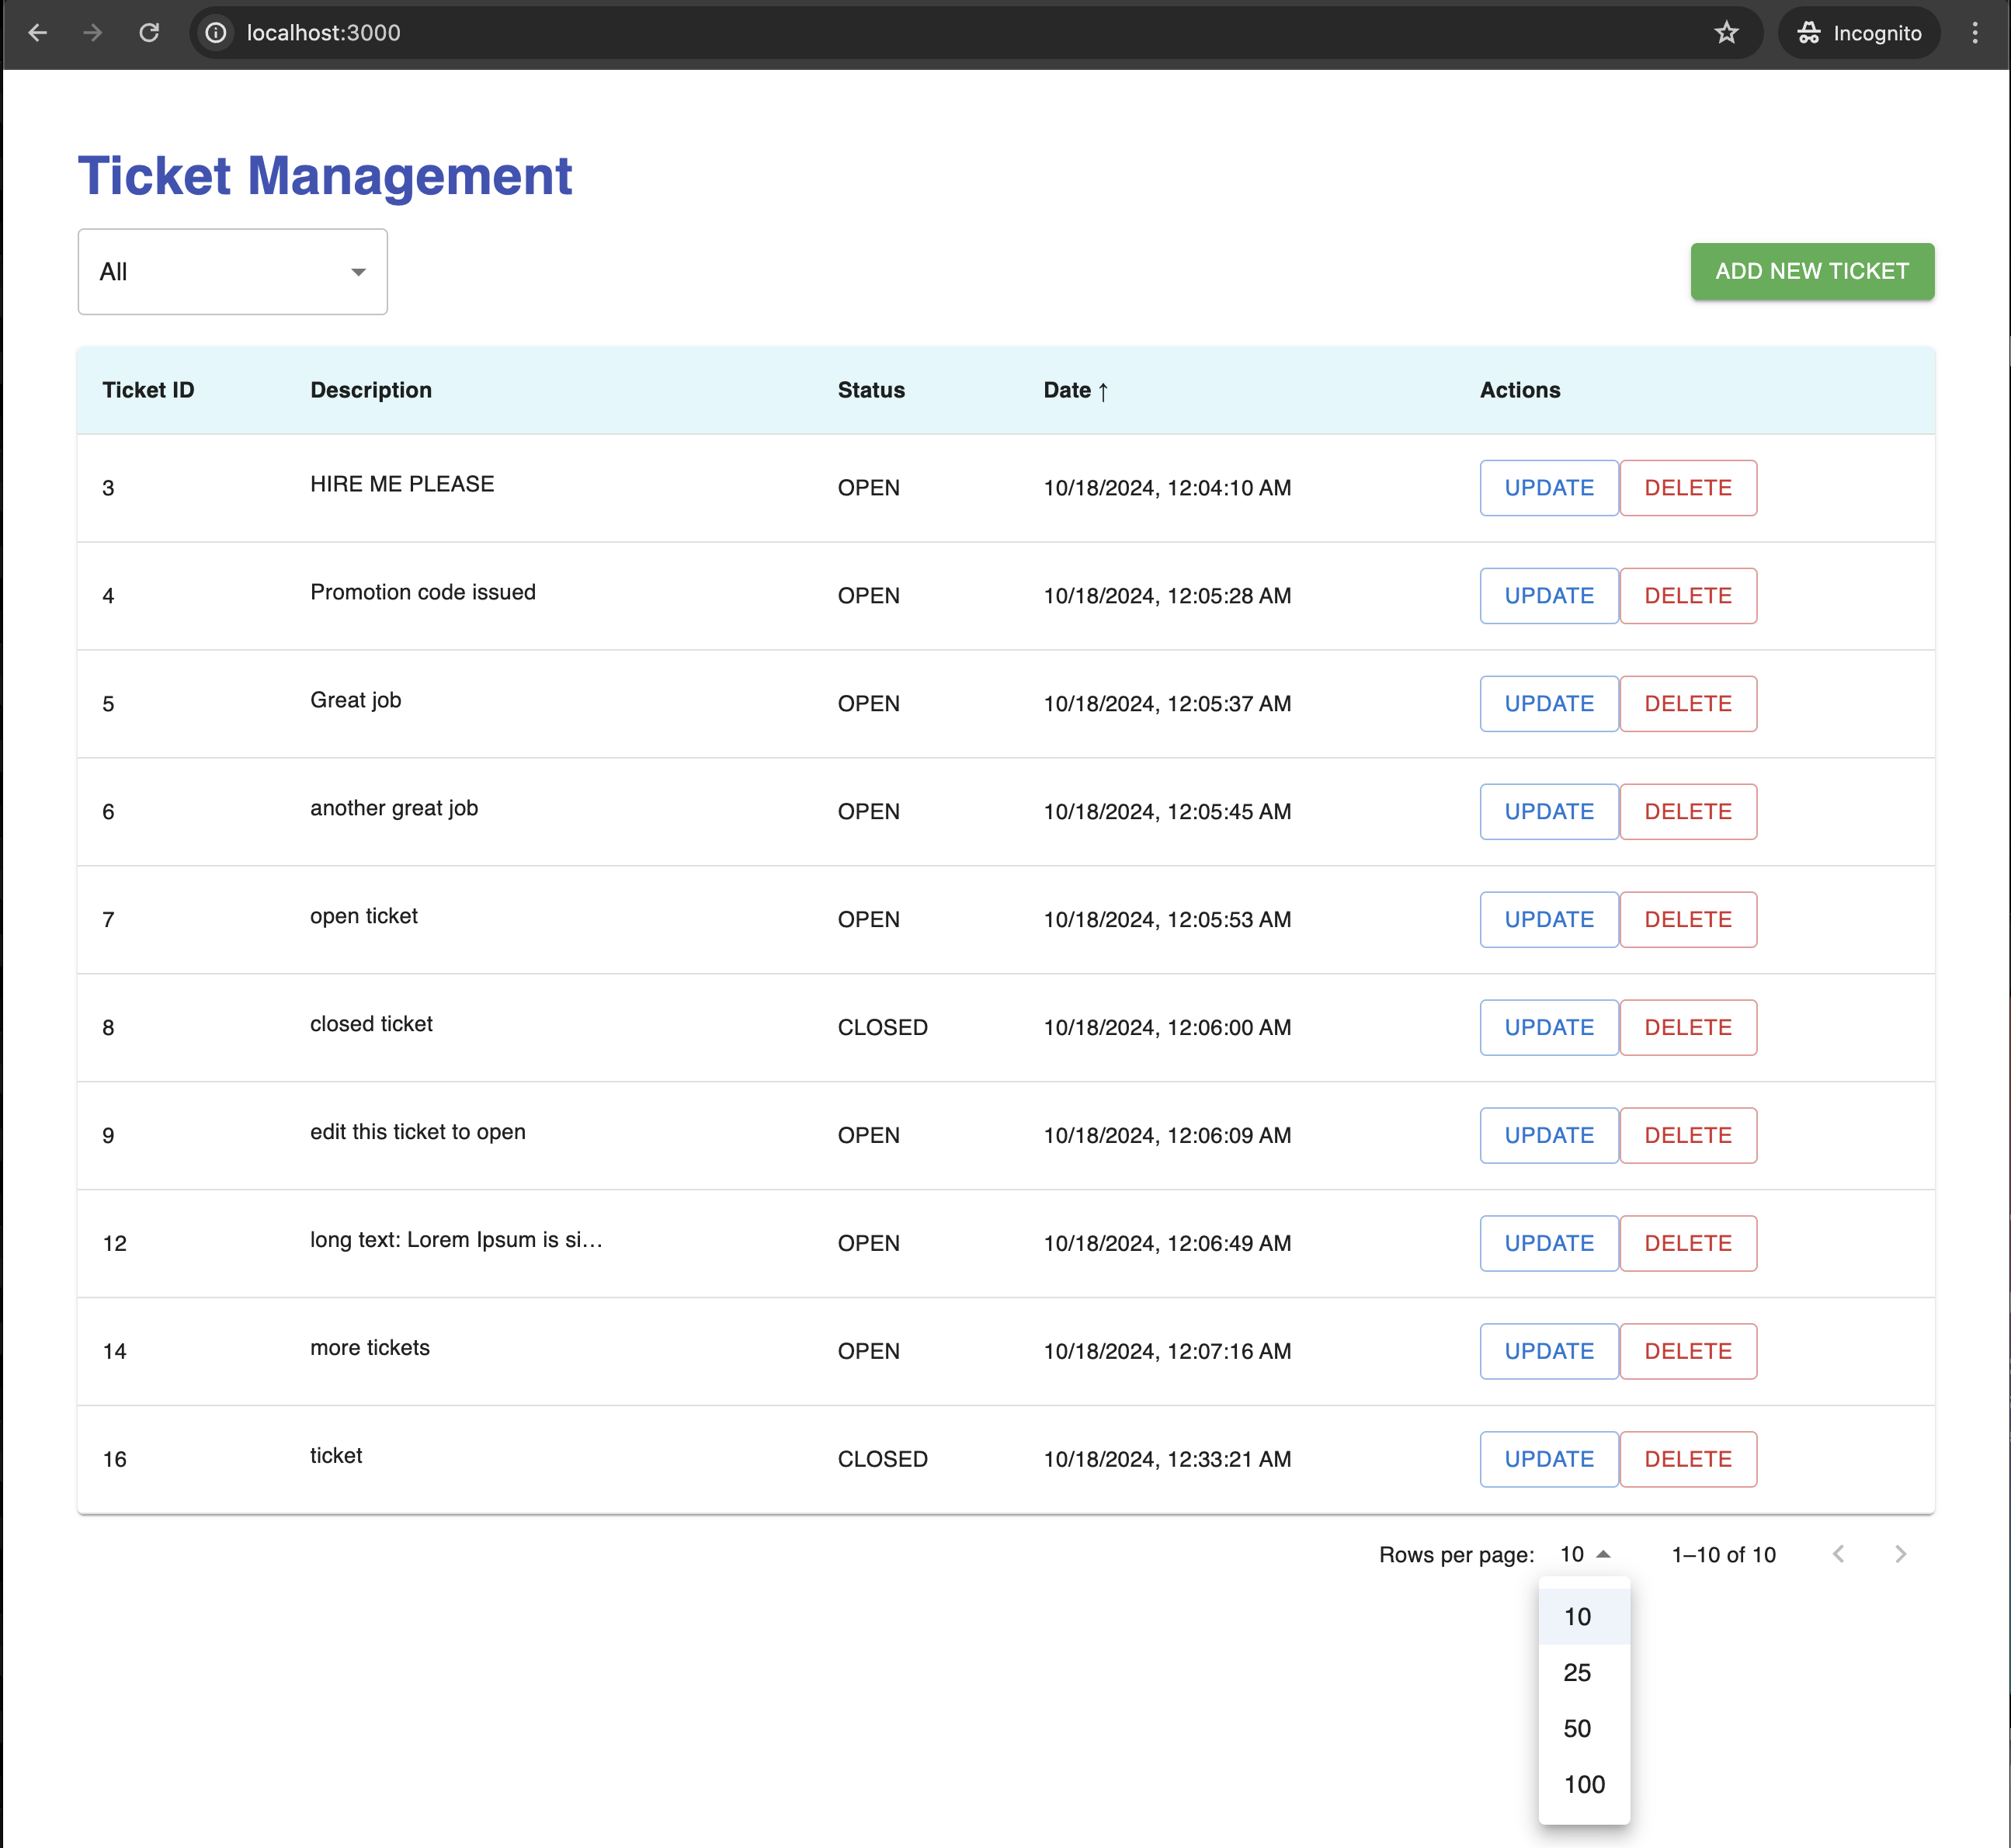 localhost:3000 Incognito
Ticket Management
All ADD NEW TICKET
Ticket ID Description Status Date ↑ Actions
3 HIRE ME PLEASE OPEN 10/18/2024, 12:04:10 AM UPDATE DELETE
4 Promotion code issued OPEN 10/18/2024, 12:05:28 AM UPDATE DELETE
5 Great job OPEN 10/18/2024, 12:05:37 AM UPDATE DELETE
6 another great job OPEN 10/18/2024, 12:05:45 AM UPDATE DELETE
7 open ticket OPEN 10/18/2024, 12:05:53 AM UPDATE DELETE
8 closed ticket CLOSED 10/18/2024, 12:06:00 AM UPDATE DELETE
9 edit this ticket to open OPEN 10/18/2024, 12:06:09 AM UPDATE DELETE
12 long text: Lorem Ipsum is si... OPEN 10/18/2024, 12:06:49 AM UPDATE DELETE
14 more tickets OPEN 10/18/2024, 12:07:16 AM UPDATE DELETE
16 ticket CLOSED 10/18/2024, 12:33:21 AM UPDATE DELETE
Rows per page: 10 1–10 of 10
10
25
50
100